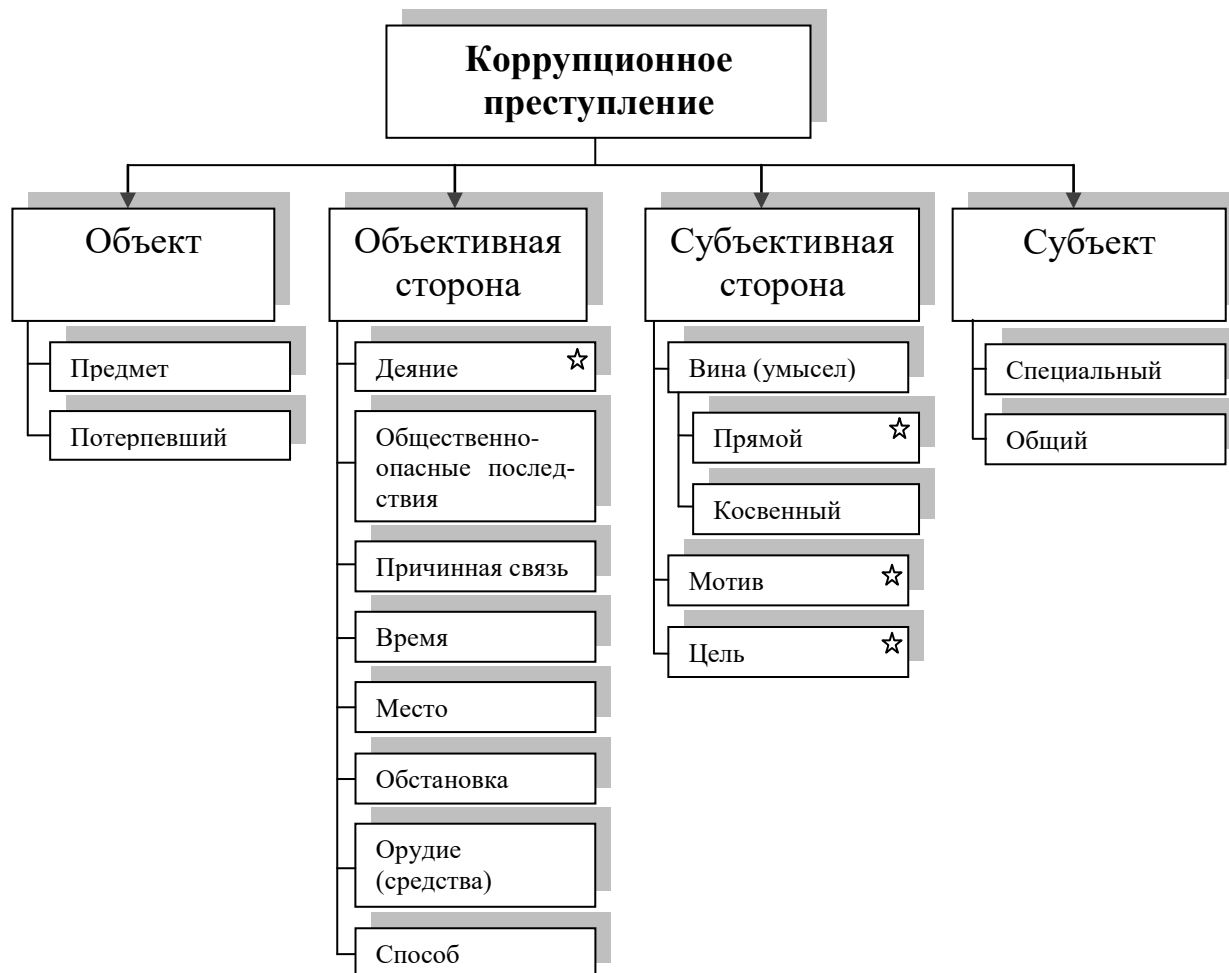 Коррупционное
преступление
Объект
Предмет
Потерпевший
Объективная
сторона
Деяние
Общественно-
опасные послед-
ствия
Причинная связь
Время
Место
Обстановка
Орудие
(средства)
Способ
Субъективная
сторона
Вина (умысел)
Прямой
Косвенный
Мотив
Цель
Субъект
Специальный
Общий